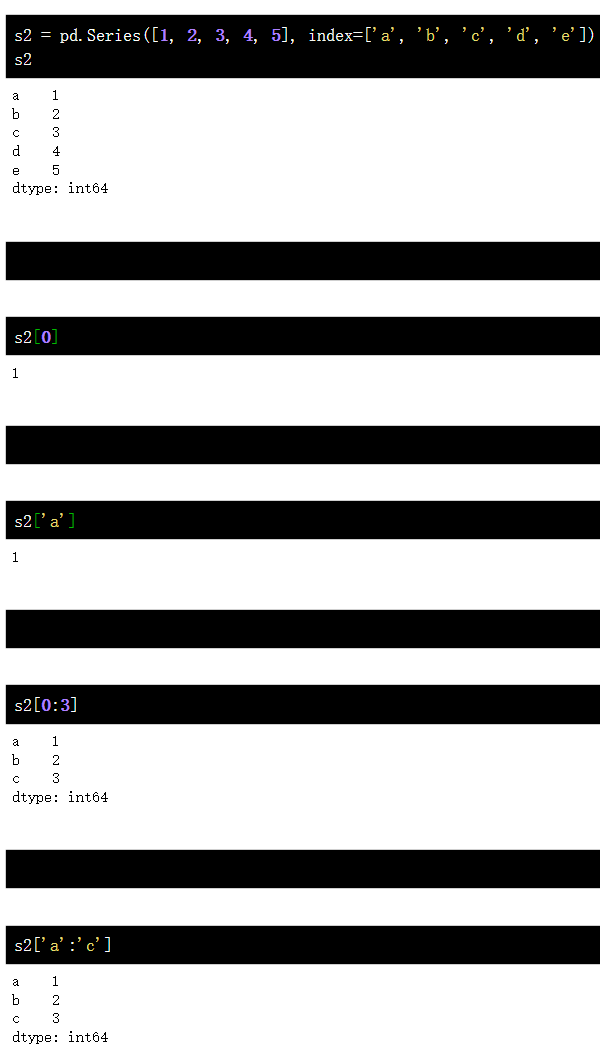 s2 = pd.Series([1, 2, 3, 4, 5], index=['a', 'b', 'c', 'd', 'e'])
s2
a    1
b    2
c    3
d    4
e    5
dtype: int64
s2[0]
1
s2['a']
1
s2[0:3]
a    1
b    2
c    3
dtype: int64
s2['a':'c']
a    1
b    2
c    3
dtype: int64